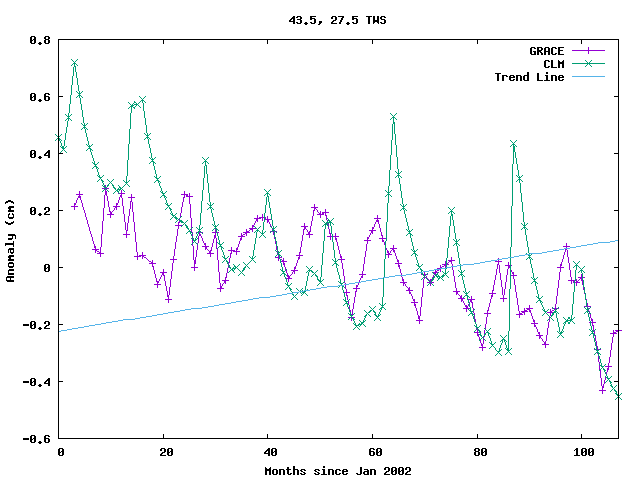 43.5, 27.5 TWS
GRACE
CLM
Trend Line
0.8
0.6
0.4
0.2
0
-0.2
-0.4
-0.6
Anomaly (cm)
0 20 40 60 80 100
Months since Jan 2002